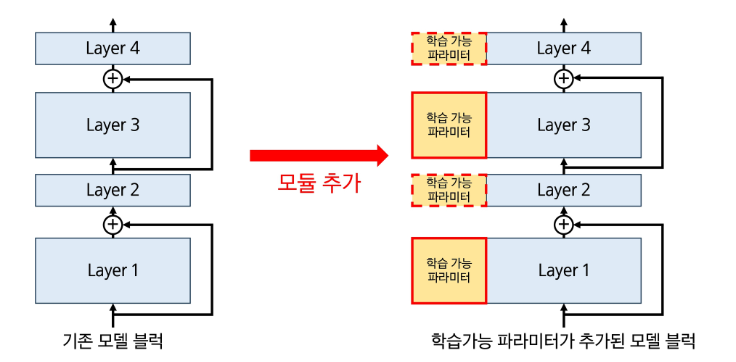 Layer 4
Layer 3
Layer 2
Layer 1
기존 모델 블럭
모듈 추가
학습 가능
파라미터
Layer 4
학습 가능
파라미터
Layer 3
학습 가능
파라미터
Layer 2
학습 가능
파라미터
Layer 1
학습가능 파라미터가 추가된 모델 블럭